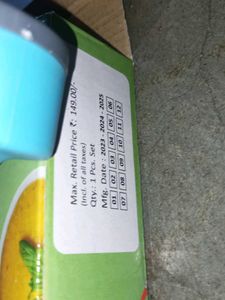 Max. Retail Price ₹: 149.00/-
(Incl. of all taxes)
Qty.: 1 Pcs. Set
Mfg. Date : 2023 - 2024 - 2025
01 02 03 04 05 06
07 08 09 10 11 12